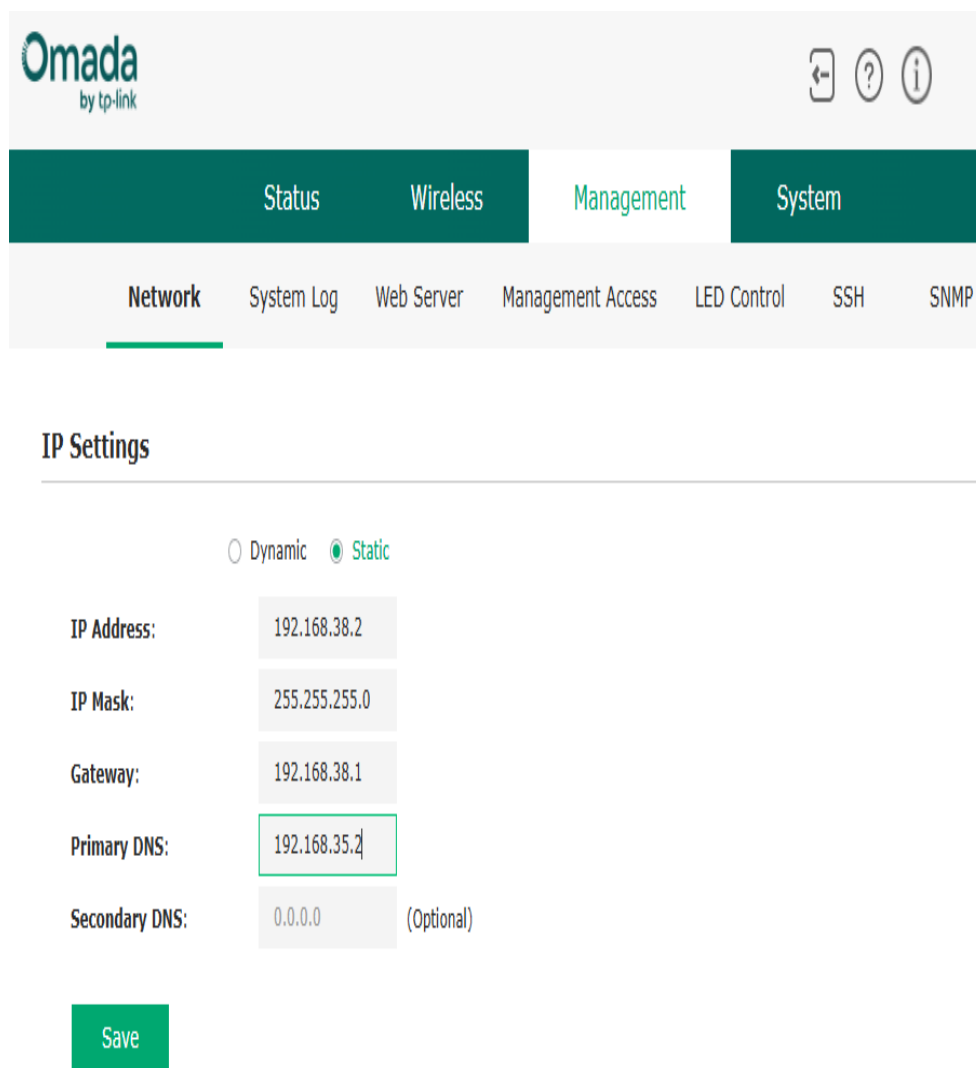 Omada
by tp-link
Status Wireless Management System
Network System Log Web Server Management Access LED Control SSH SNMP
IP Settings
Dynamic Static
IP Address: 192.168.38.2
IP Mask: 255.255.255.0
Gateway: 192.168.38.1
Primary DNS: 192.168.35.2
Secondary DNS: 0.0.0.0 (Optional)
Save